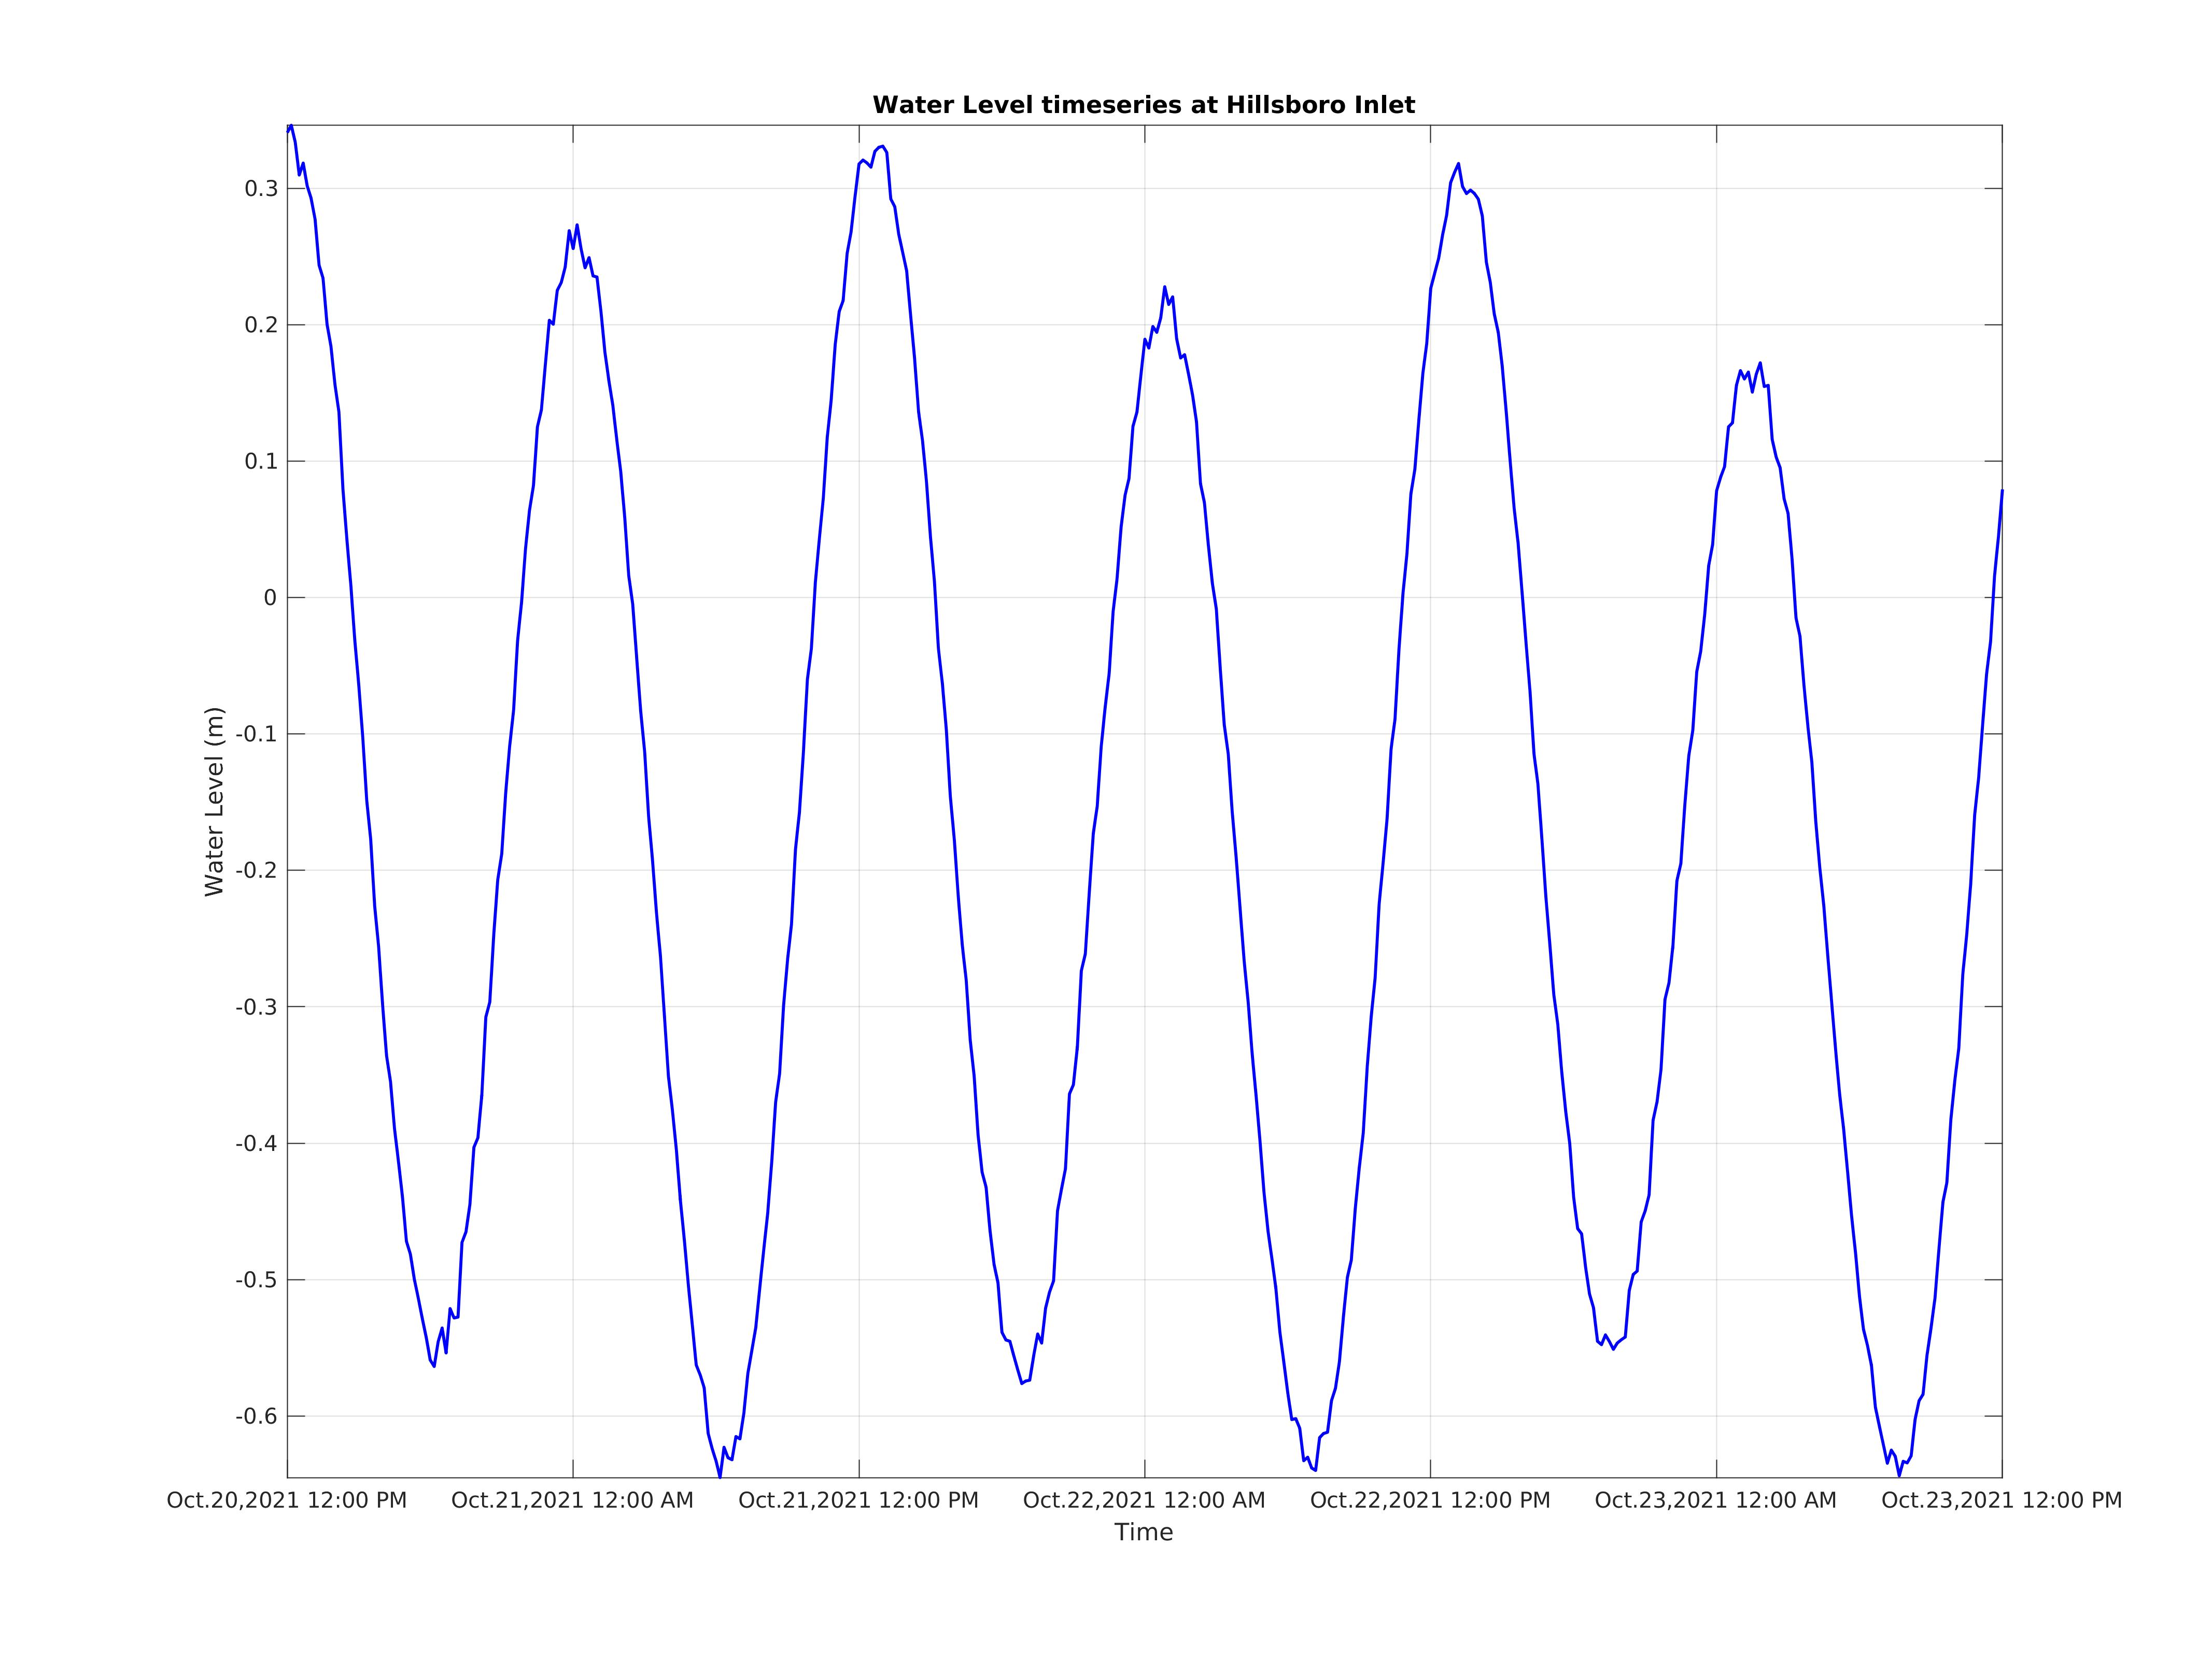 Water Level timeseries at Hillsboro Inlet
0.3
0.2
0.1
0
-0.1
-0.2
-0.3
-0.4
-0.5
-0.6
Water Level (m)
Oct.20,2021 12:00 PM
Oct.21,2021 12:00 AM
Oct.21,2021 12:00 PM
Oct.22,2021 12:00 AM
Oct.22,2021 12:00 PM
Oct.23,2021 12:00 AM
Oct.23,2021 12:00 PM
Time